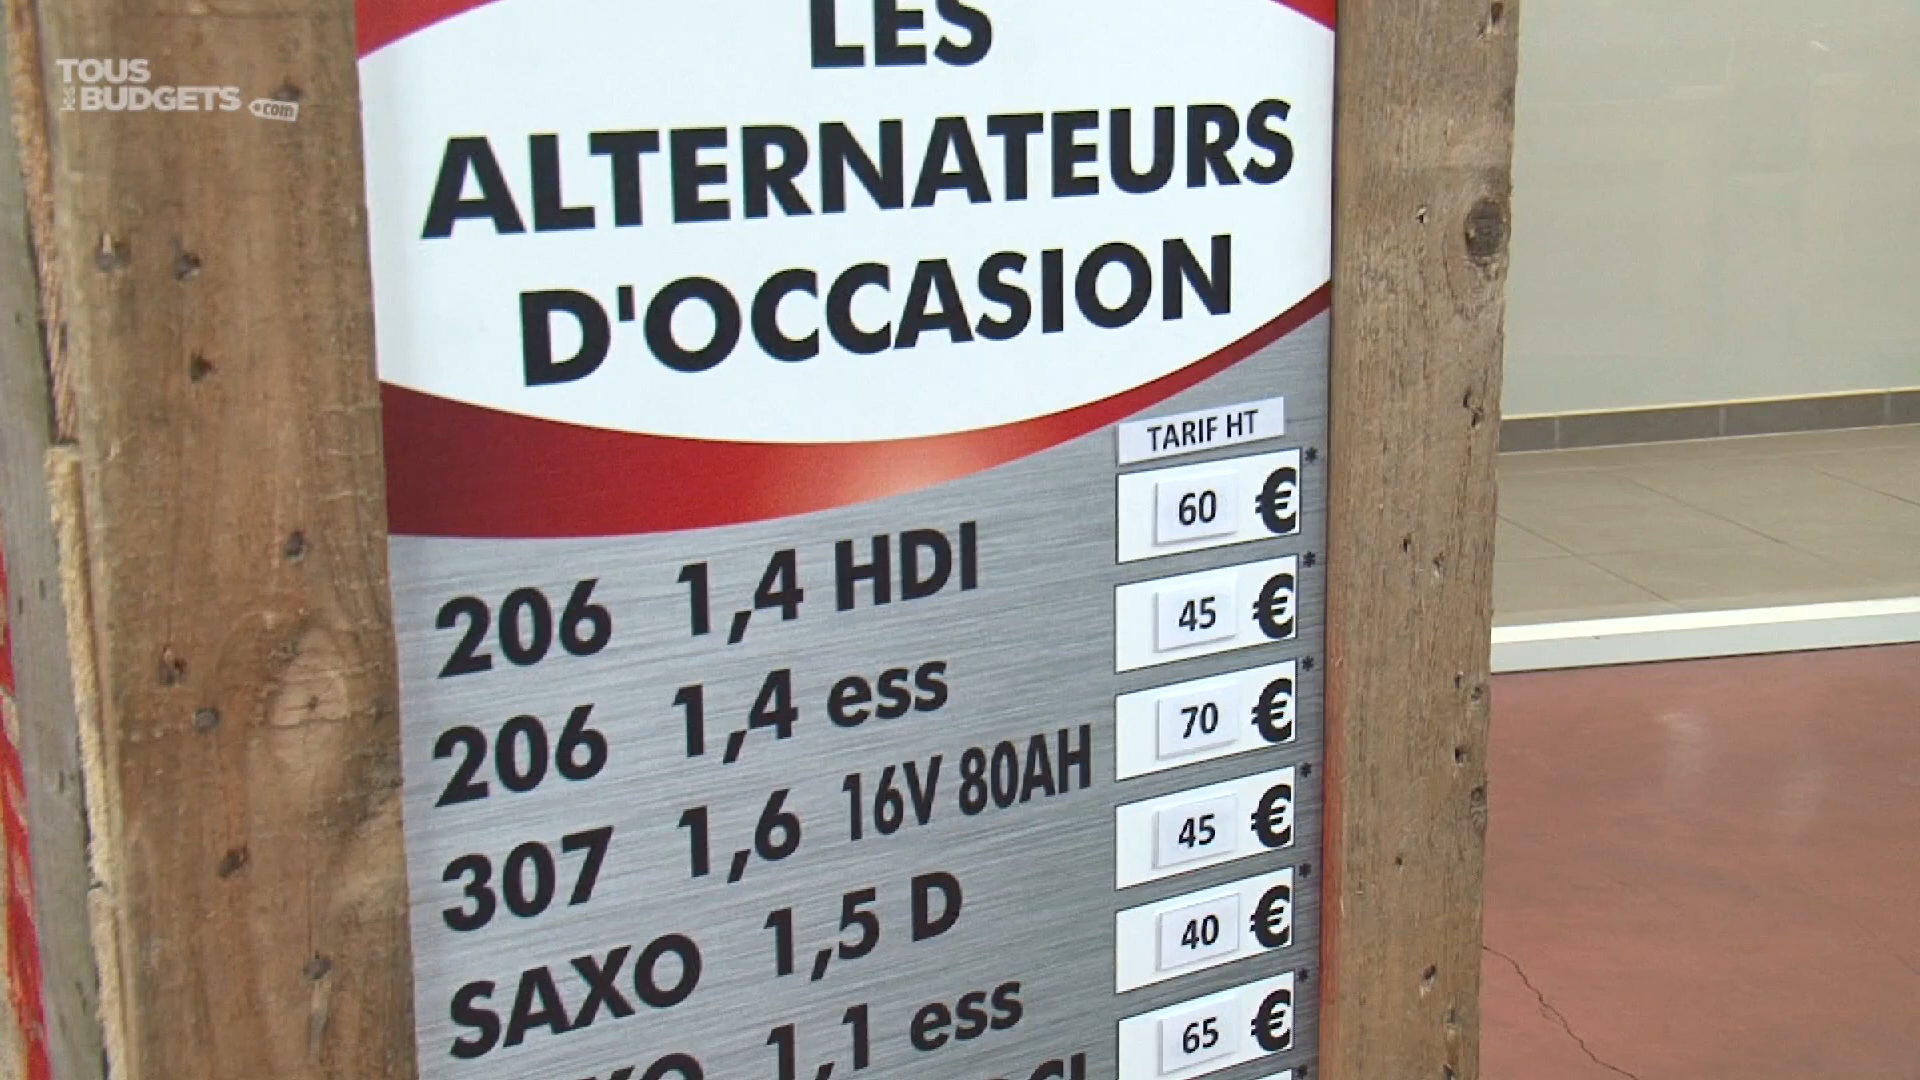 TOUS
les BUDGETS .com
LES
ALTERNATEURS
D'OCCASION
TARIF HT
206 1,4 HDI 60 €*
206 1,4 ess 45 €*
307 1,6 16V 80AH 70 €*
SAXO 1,5 D 45 €*
1,1 ess 40 €*
65 €*